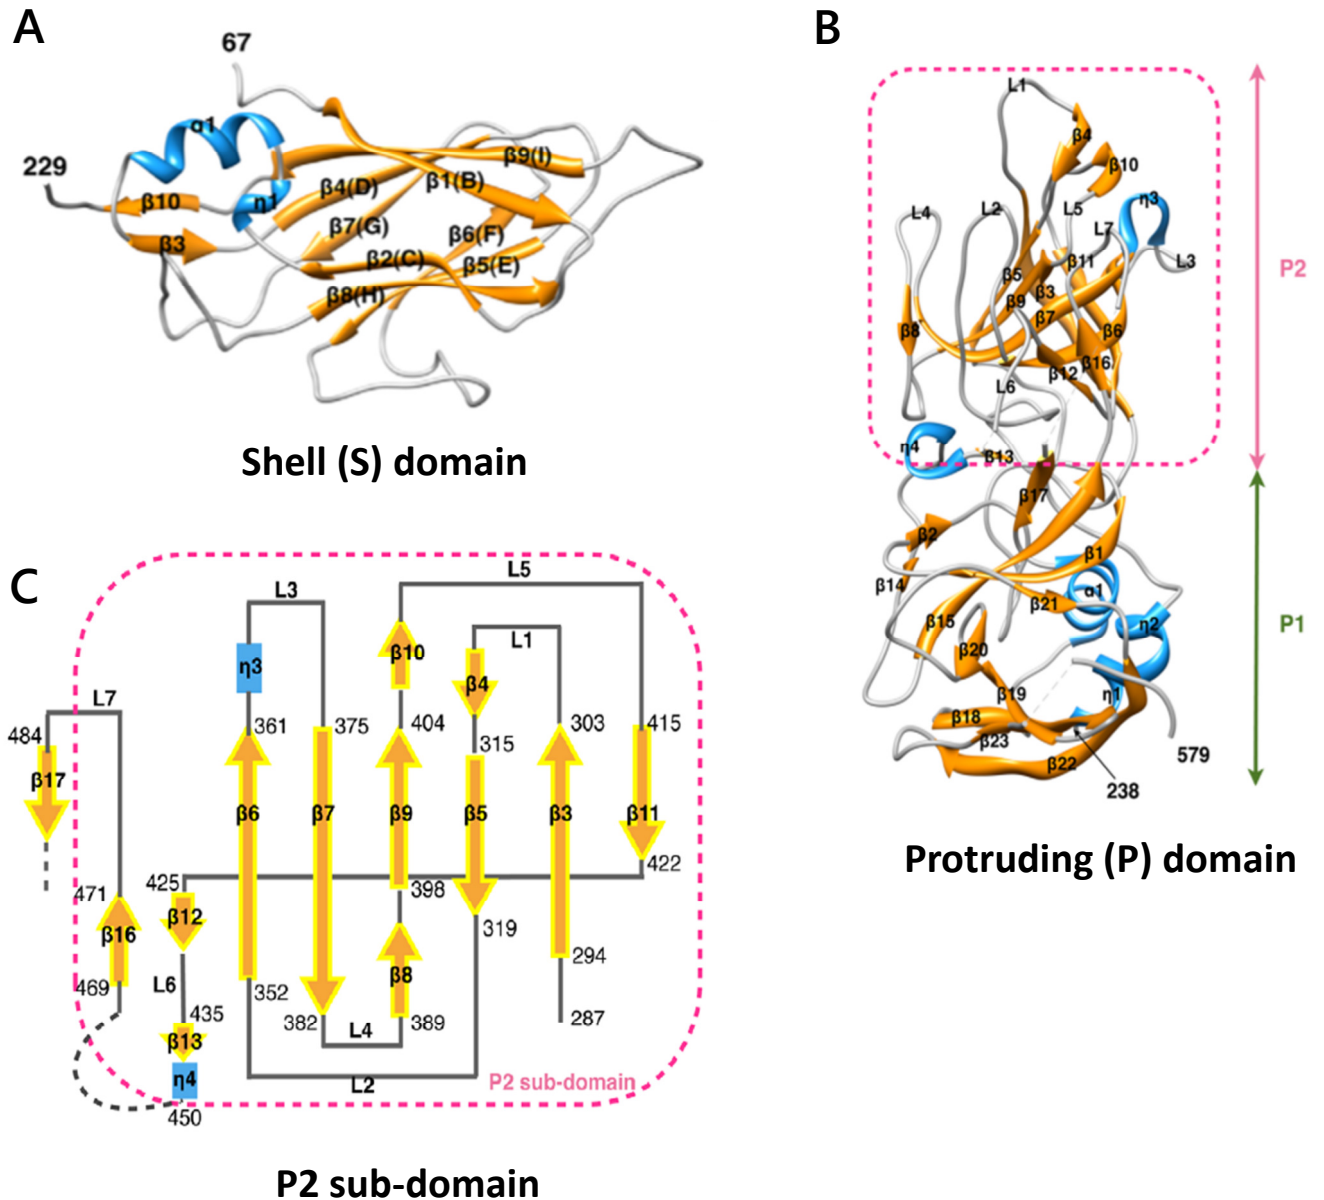 A
67
α1
229
β9(I)
β4(D)
β1(B)
β10
η1
β7(G)
β6(F)
β3
β2(C)
β5(E)
β8(H)
Shell (S) domain
B
L1
β4
β10
η3
L4
L2
L5
L7
L3
β11
P2
β5
β9
β3
β7
β8
β6
β16
β12
L6
η4
β13
β17
β2
β1
β14
α1
β21
β15
η2
P1
β20
β19
η1
β18
β23
β22
579
238
Protruding (P) domain
C
L5
L3
L1
β10
η3
β4
L7
484
361
375
404
303
415
315
β17
β6
β7
β9
β5
β3
β11
422
425
471
398
β12
319
β16
294
L6
β8
469
352
435
382
389
287
L4
β13
η4
L2
P2 sub-domain
450
P2 sub-domain